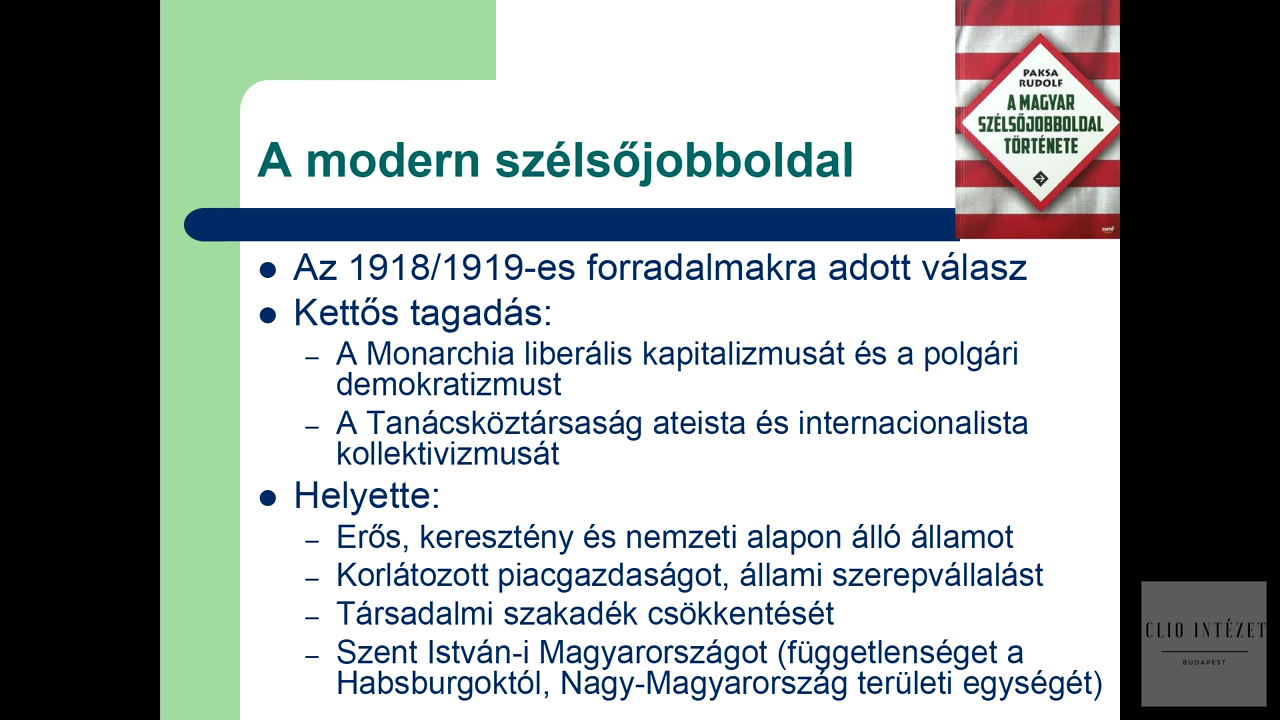 PAKSA
RUDOLF
A MAGYAR
SZÉLSŐJOBBOLDAL
TÖRTÉNETE
A modern szélsőjobboldal
Az 1918/1919-es forradalmakra adott válasz
Kettős tagadás:
– A Monarchia liberális kapitalizmusát és a polgári
demokratizmust
– A Tanácsköztársaság ateista és internacionalista
kollektivizmusát
Helyette:
– Erős, keresztény és nemzeti alapon álló államot
– Korlátozott piacgazdaságot, állami szerepvállalást
– Társadalmi szakadék csökkentését
– Szent István-i Magyarországot (függetlenséget a
Habsburgoktól, Nagy-Magyarország területi egységét)
CLIO INTÉZET
BUDAPEST